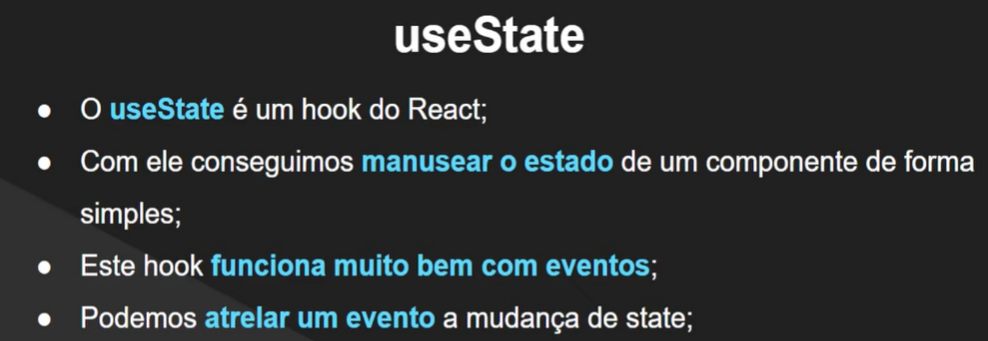 useState
● O useState é um hook do React;
● Com ele conseguimos manusear o estado de um componente de forma
simples;
● Este hook funciona muito bem com eventos;
● Podemos atrelar um evento a mudança de state;